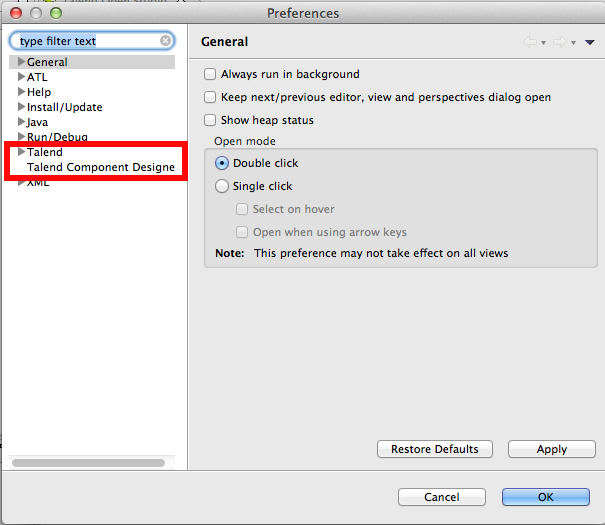 Preferences
type filter text
General
ATL
Help
Install/Update
Java
Run/Debug
Talend
Talend Component Designe
XML
General
Always run in background
Keep next/previous editor, view and perspectives dialog open
Show heap status
Open mode
Double click
Single click
Select on hover
Open when using arrow keys
Note: This preference may not take effect on all views
Restore Defaults
Apply
Cancel
OK